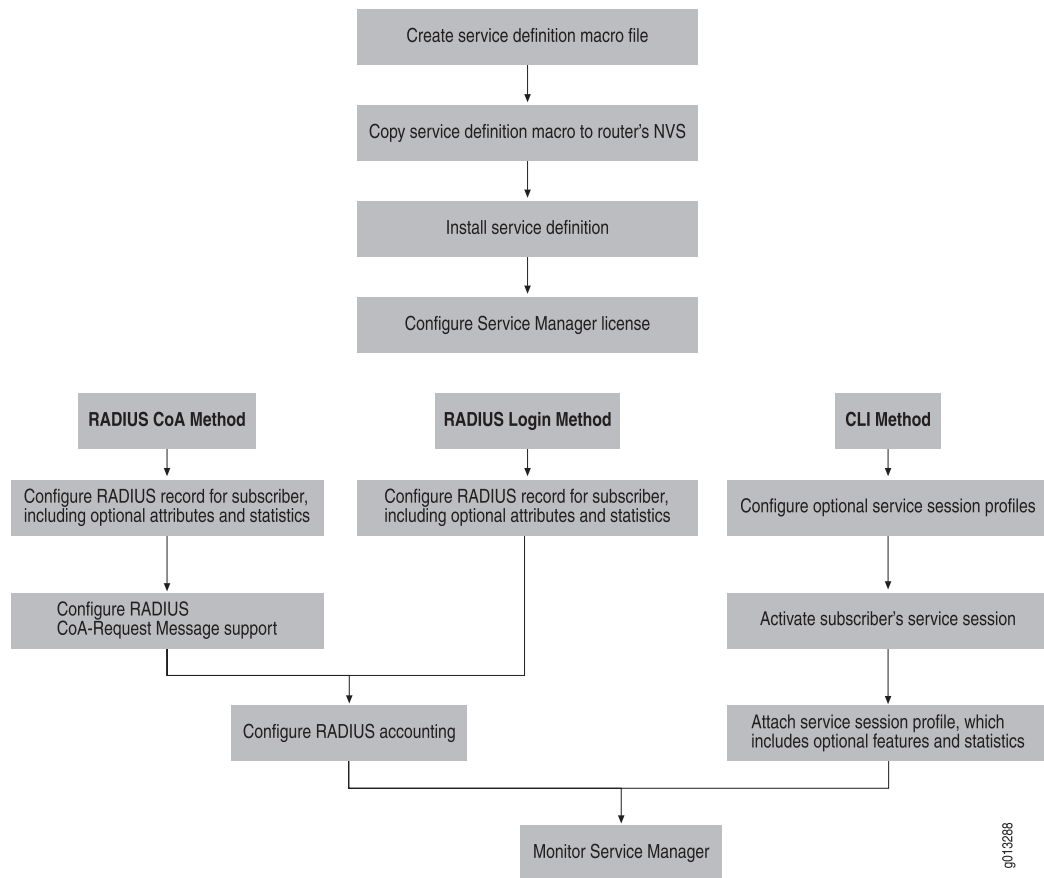 Create service definition macro file
Copy service definition macro to router's NVS
Install service definition
Configure Service Manager license
RADIUS CoA Method
RADIUS Login Method
CLI Method
Configure RADIUS record for subscriber,
including optional attributes and statistics
Configure RADIUS record for subscriber,
including optional attributes and statistics
Configure optional service session profiles
Configure RADIUS
CoA-Request Message support
Activate subscriber's service session
Configure RADIUS accounting
Attach service session profile, which
includes optional features and statistics
Monitor Service Manager
g013288